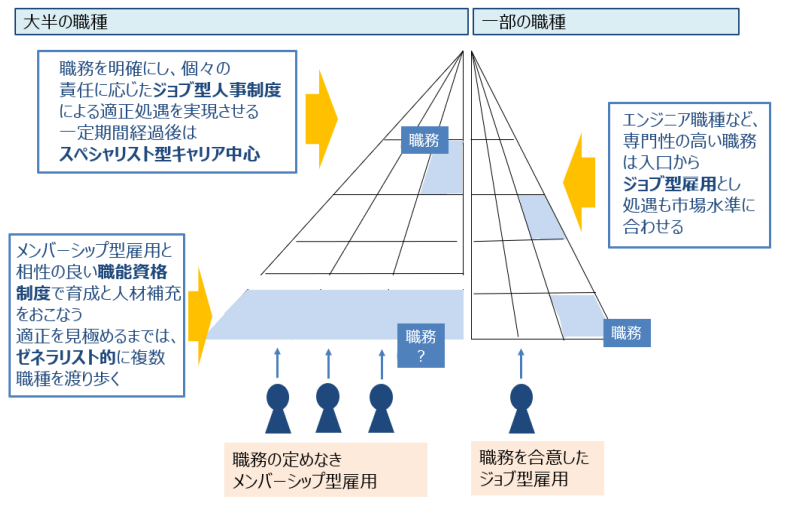 大半の職種
一部の職種
職務を明確にし、個々の
責任に応じたジョブ型人事制度
による適正処遇を実現させる
一定期間経過後は
スペシャリスト型キャリア中心
職務
エンジニア職種など、
専門性の高い職務
は入口から
ジョブ型雇用とし
処遇も市場水準に
合わせる
メンバーシップ型雇用と
相性の良い職能資格
制度で育成と人材補充
をおこなう
適正を見極めるまでは、
ゼネラリスト的に複数
職種を渡り歩く
職務
？
職務
職務の定めなき
メンバーシップ型雇用
職務を合意した
ジョブ型雇用